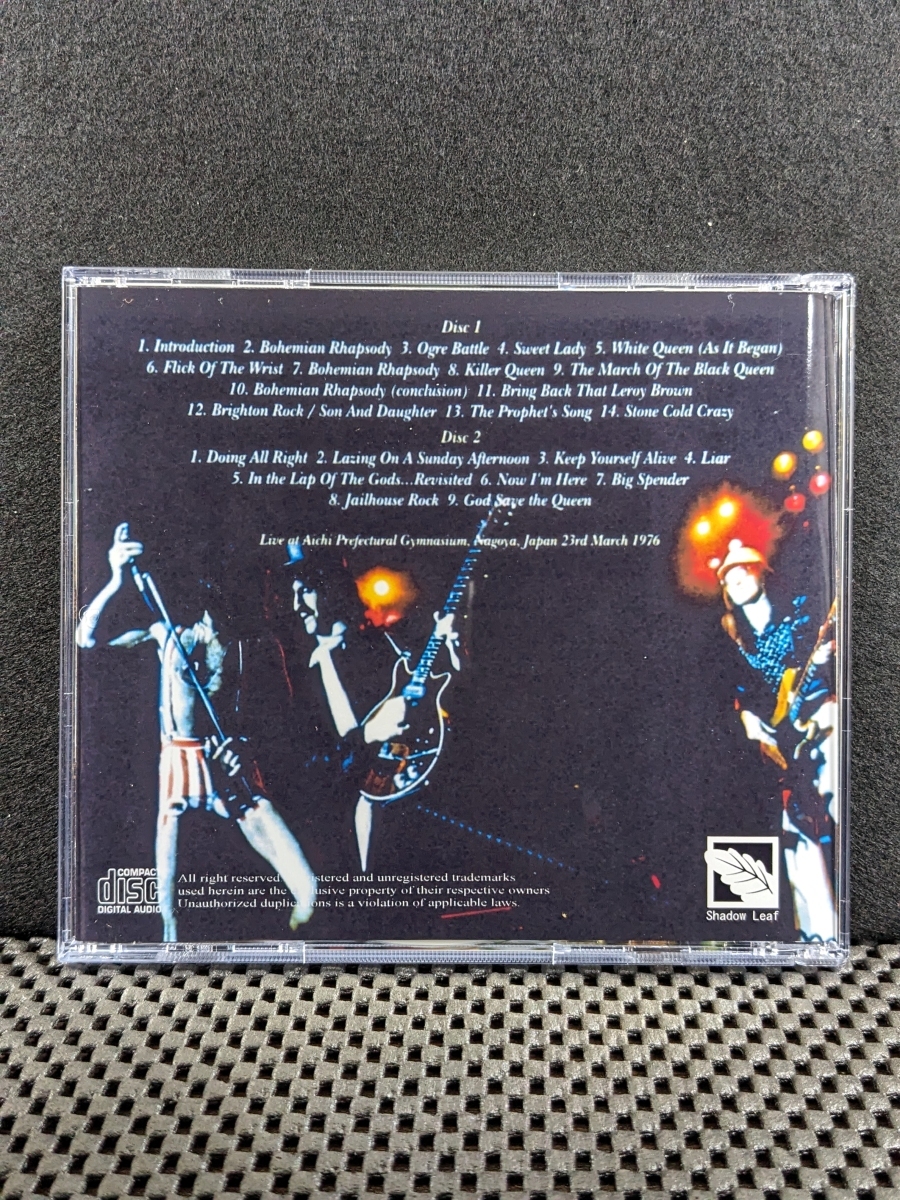 Disc 1
1. Introduction 2. Bohemian Rhapsody 3. Ogre Battle 4. Sweet Lady 5. White Queen (As It Began)
6. Flick Of The Wrist 7. Bohemian Rhapsody 8. Killer Queen 9. The March Of The Black Queen
10. Bohemian Rhapsody (conclusion) 11. Bring Back That Leroy Brown
12. Brighton Rock / Son And Daughter 13. The Prophet's Song 14. Stone Cold Crazy
Disc 2
1. Doing All Right 2. Lazing On A Sunday Afternoon 3. Keep Yourself Alive 4. Liar
5. In the Lap Of The Gods...Revisited 6. Now I'm Here 7. Big Spender
8. Jailhouse Rock 9. God Save the Queen
Live at Aichi Prefectural Gymnasium, Nagoya, Japan 23rd March 1976
COMPACT
disc
DIGITAL AUDIO
All right reserved registered and unregistered trademarks
used herein are the exclusive property of their respective owners
Unauthorized duplications is a violation of applicable laws.
Shadow Leaf